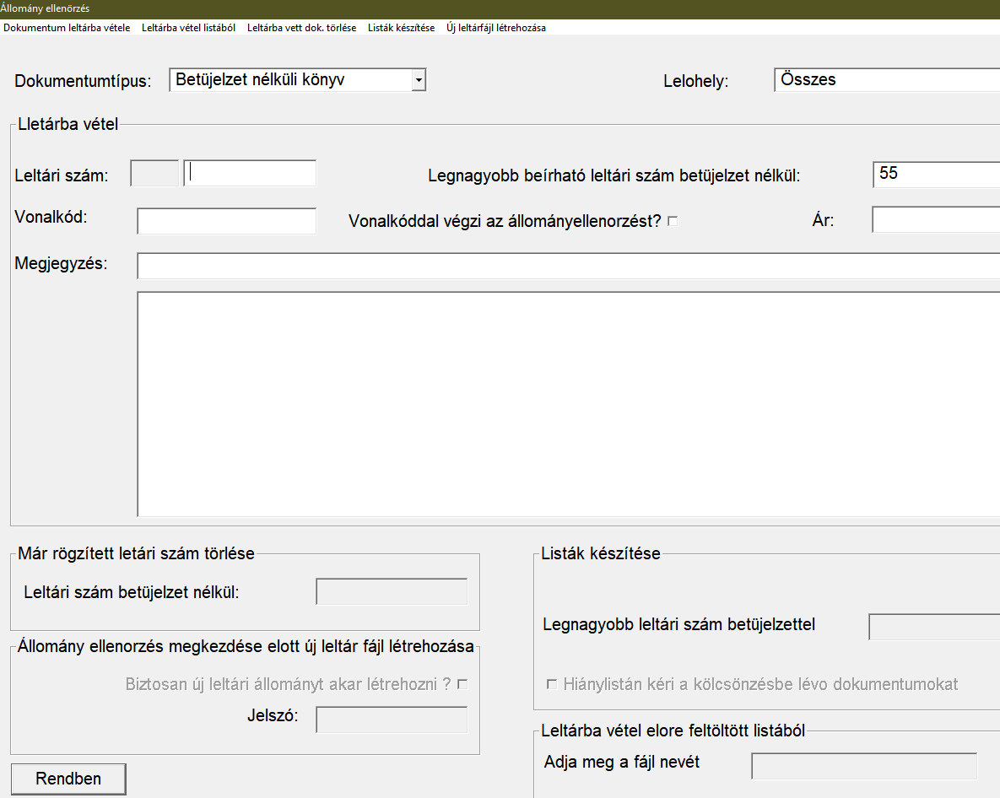 Állomány ellenörzés
Dokumentum leltárba vétele Leltárba vétel listából Leltárba vett dok. törlése Listák készítése Új leltárfájl létrehozása
Dokumentumtípus: Betüjelzet nélküli könyv Lelohely: Összes
Lletárba vétel
Leltári szám: Legnagyobb beírható leltári szám betüjelzet nélkül: 55
Vonalkód: Vonalkóddal végzi az állományellenorzést? Ár:
Megjegyzés:
Már rögzített letári szám törlése
Leltári szám betüjelzet nélkül:
Állomány ellenorzés megkezdése elott új leltár fájl létrehozása
Biztosan új leltári állományt akar létrehozni ?
Jelszó:
Rendben
Listák készítése
Legnagyobb leltári szám betüjelzettel
Hiánylistán kéri a kölcsönzésbe lévo dokumentumokat
Leltárba vétel elore feltöltött listából
Adja meg a fájl nevét